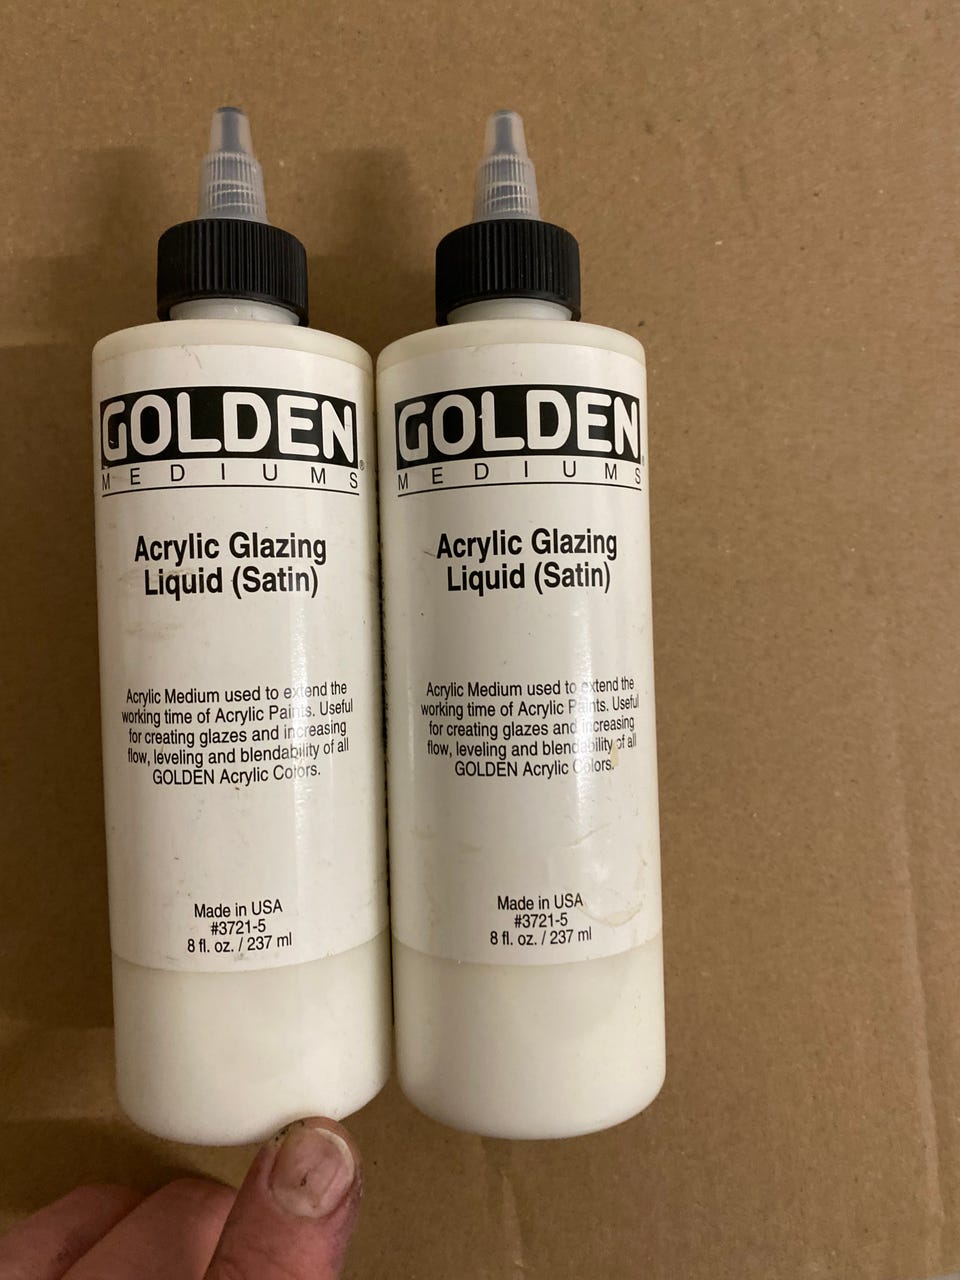 GOLDEN®
MEDIUMS
Acrylic Glazing
Liquid (Satin)
Acrylic Medium used to extend the
working time of Acrylic Paints. Useful
for creating glazes and increasing
flow, leveling and blendability of all
GOLDEN Acrylic Colors.
Made in USA
#3721-5
8 fl. oz. / 237 ml
GOLDEN
MEDIUMS
Acrylic Glazing
Liquid (Satin)
Acrylic Medium used to extend the
working time of Acrylic Paints. Useful
for creating glazes and increasing
flow, leveling and blendability of all
GOLDEN Acrylic Colors.
Made in USA
#3721-5
8 fl. oz. / 237 ml